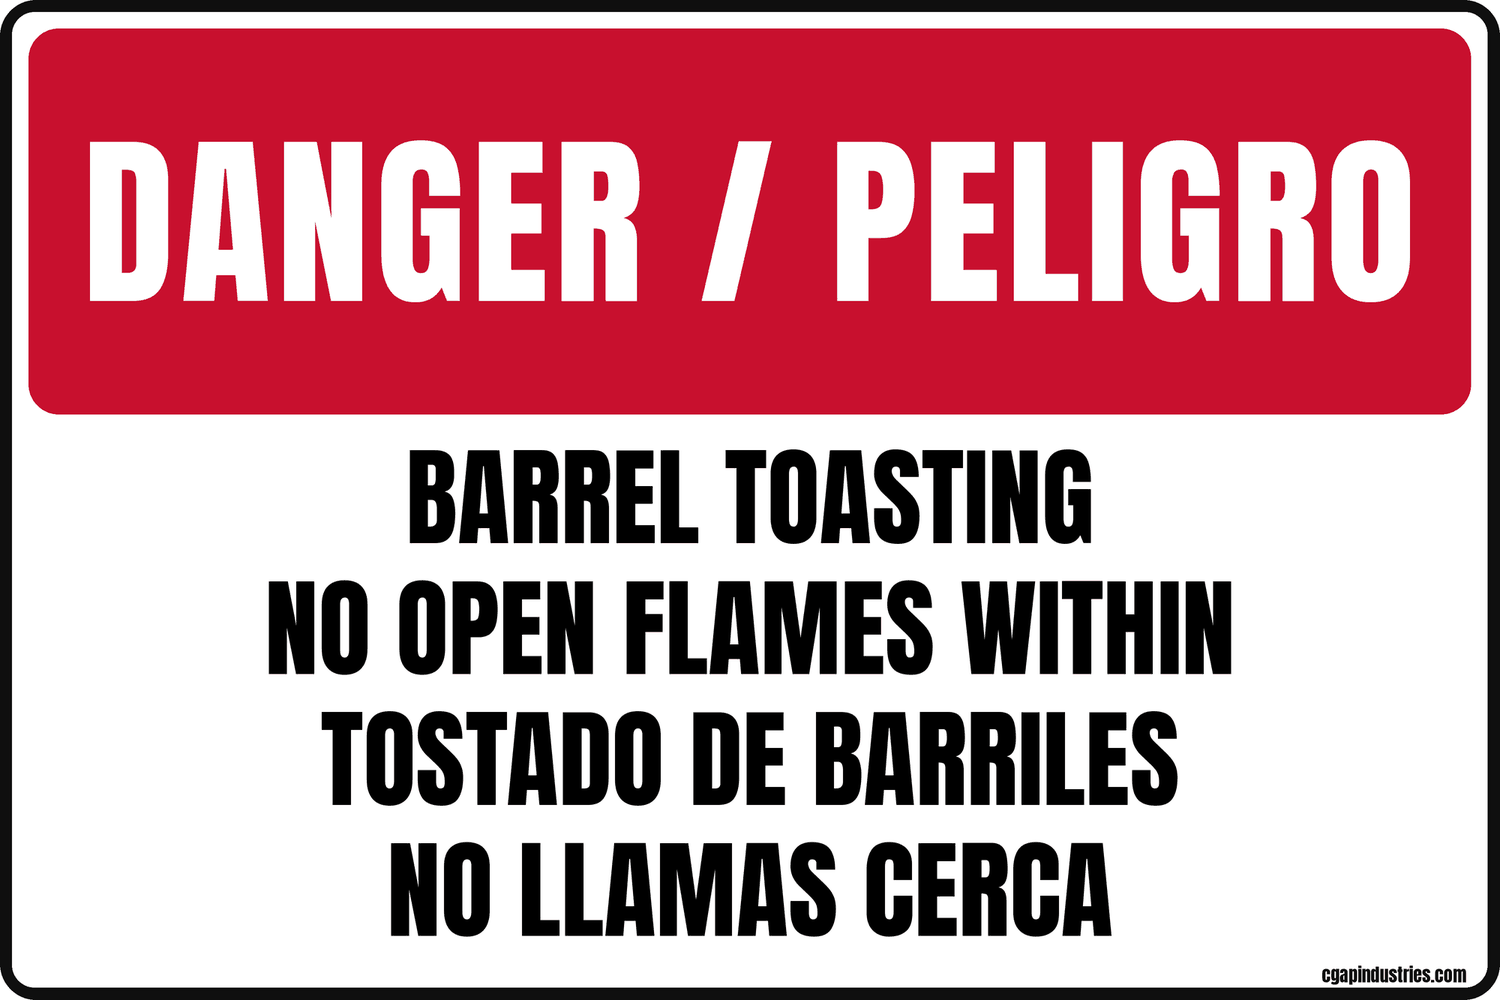 DANGER / PELIGRO
BARREL TOASTING
NO OPEN FLAMES WITHIN
TOSTADO DE BARRILES
NO LLAMAS CERCA
cgapindustries.com